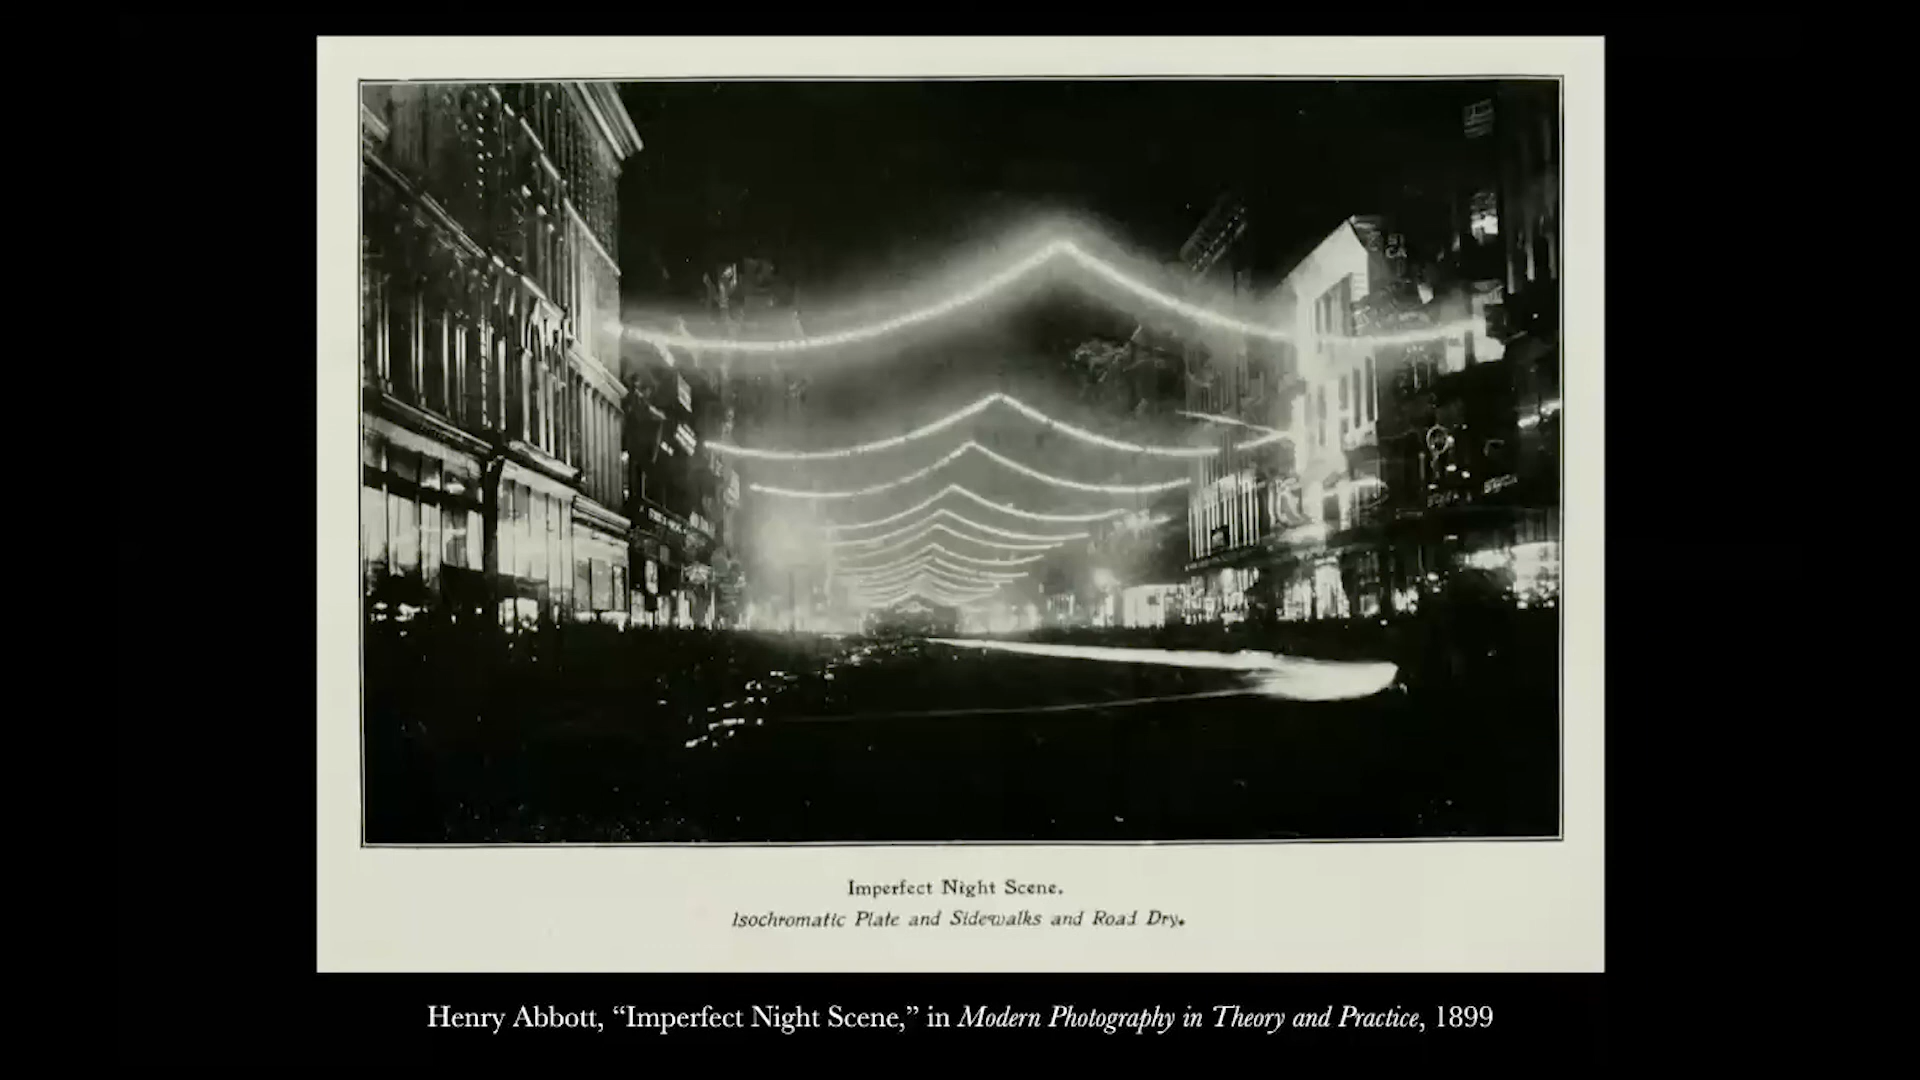 Imperfect Night Scene.
Isochromatic Plate and Sidewalks and Road Dry.
Henry Abbott, “Imperfect Night Scene,” in Modern Photography in Theory and Practice, 1899